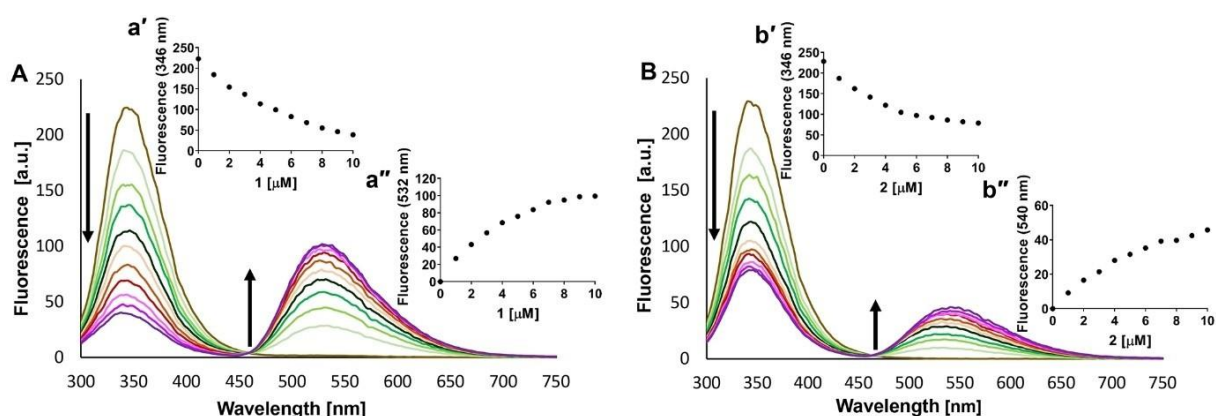 A
Fluorescence [a.u.]
250
200
150
100
50
0
300 350 400 450 500 550 600 650 700 750
Wavelength [nm]
a′
Fluorescence (346 nm)
250
200
150
100
50
0
0 2 4 6 8 10
1 [μM]
a″
Fluorescence (532 nm)
120
100
80
60
40
20
0
0 2 4 6 8 10
1 [μM]
B
Fluorescence [a.u.]
250
200
150
100
50
0
300 350 400 450 500 550 600 650 700 750
Wavelength [nm]
b′
Fluorescence (346 nm)
250
200
150
100
50
0
0 2 4 6 8 10
2 [μM]
b″
Fluorescence (540 nm)
60
40
20
0
0 2 4 6 8 10
2 [μM]